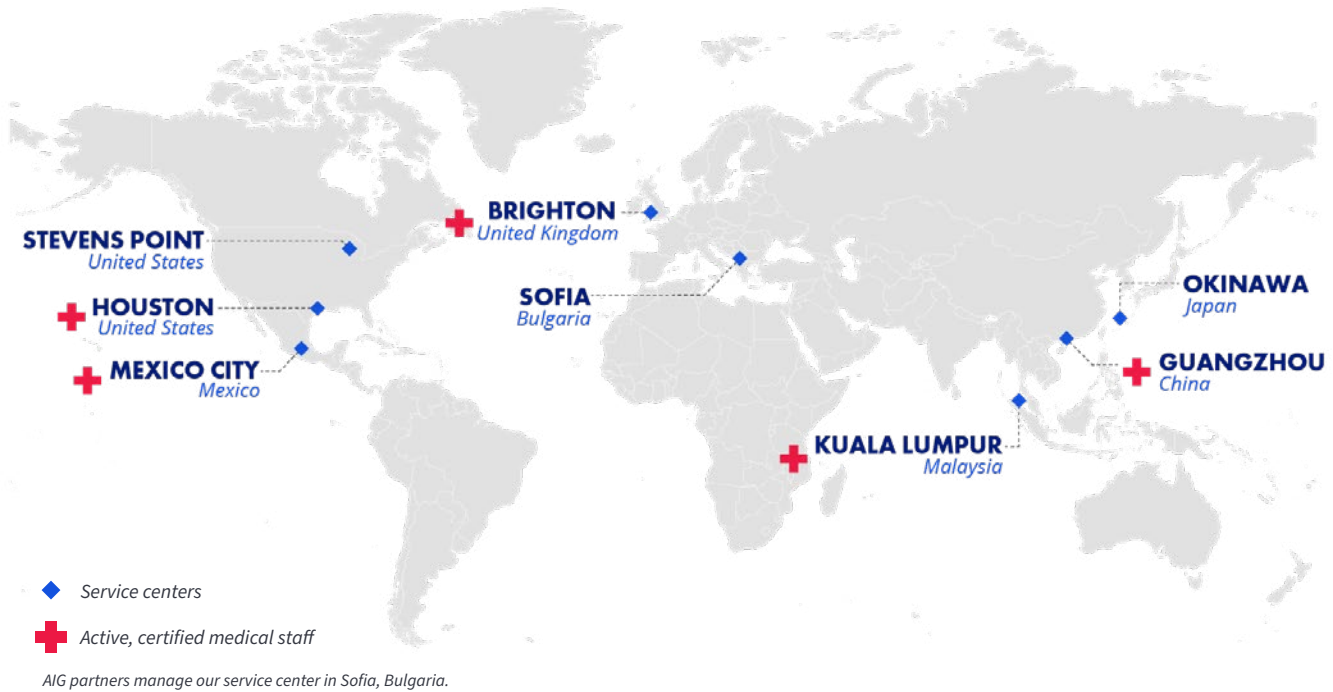 BRIGHTON
United Kingdom
STEVENS POINT
United States
SOFIA
Bulgaria
OKINAWA
Japan
HOUSTON
United States
MEXICO CITY
Mexico
GUANGZHOU
China
KUALA LUMPUR
Malaysia
Service centers
Active, certified medical staff
AIG partners manage our service center in Sofia, Bulgaria.